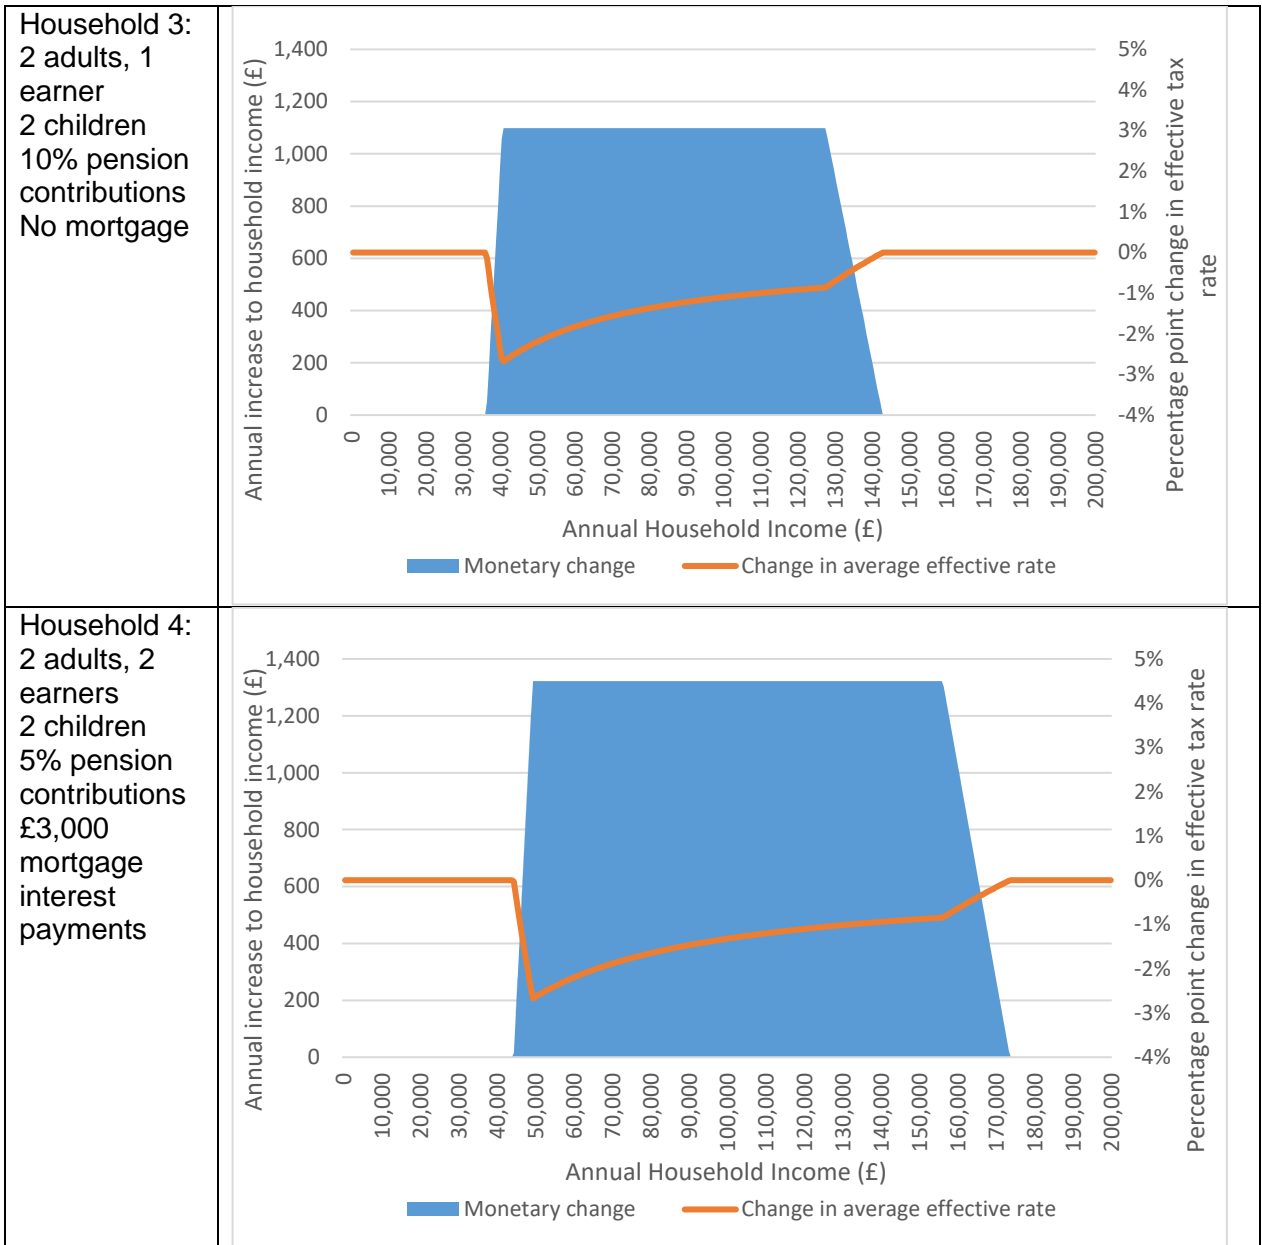 Household 3:
2 adults, 1
earner
2 children
10% pension
contributions
No mortgage
Annual increase to household income (£)
1,400
1,200
1,000
800
600
400
200
0
5%
4%
3%
2%
1%
0%
-1%
-2%
-3%
-4%
Percentage point change in effective tax
rate
0
10,000
20,000
30,000
40,000
50,000
60,000
70,000
80,000
90,000
100,000
110,000
120,000
130,000
140,000
150,000
160,000
170,000
180,000
190,000
200,000
Annual Household Income (£)
Monetary change
Change in average effective rate
Household 4:
2 adults, 2
earners
2 children
5% pension
contributions
£3,000
mortgage
interest
payments
Annual increase to household income (£)
1,400
1,200
1,000
800
600
400
200
0
5%
4%
3%
2%
1%
0%
-1%
-2%
-3%
-4%
Percentage point change in effective tax rate
0
10,000
20,000
30,000
40,000
50,000
60,000
70,000
80,000
90,000
100,000
110,000
120,000
130,000
140,000
150,000
160,000
170,000
180,000
190,000
200,000
Annual Household Income (£)
Monetary change
Change in average effective rate